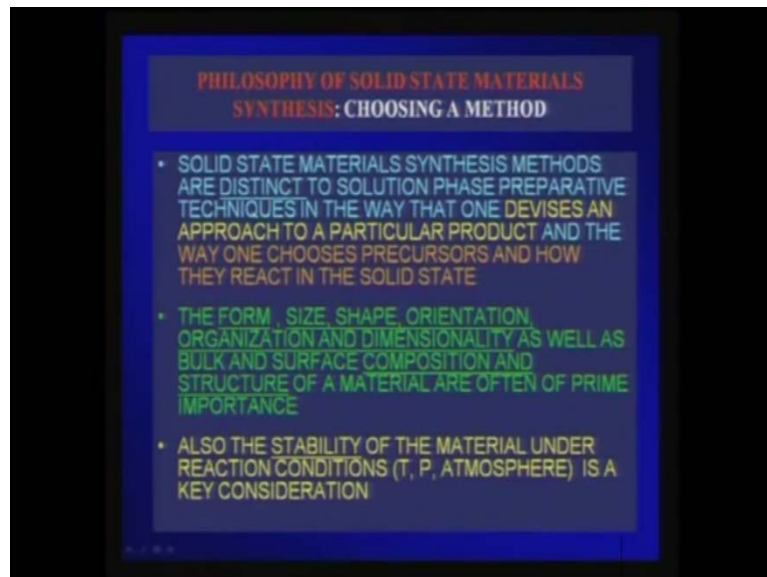 PHILOSOPHY OF SOLID STATE MATERIALS
SYNTHESIS: CHOOSING A METHOD
• SOLID STATE MATERIALS SYNTHESIS METHODS
ARE DISTINCT TO SOLUTION PHASE PREPARATIVE
TECHNIQUES IN THE WAY THAT ONE DEVISES AN
APPROACH TO A PARTICULAR PRODUCT AND THE
WAY ONE CHOOSES PRECURSORS AND HOW
THEY REACT IN THE SOLID STATE
• THE FORM , SIZE, SHAPE, ORIENTATION,
ORGANIZATION AND DIMENSIONALITY AS WELL AS
BULK AND SURFACE COMPOSITION AND
STRUCTURE OF A MATERIAL ARE OFTEN OF PRIME
IMPORTANCE
• ALSO THE STABILITY OF THE MATERIAL UNDER
REACTION CONDITIONS (T, P, ATMOSPHERE) IS A
KEY CONSIDERATION